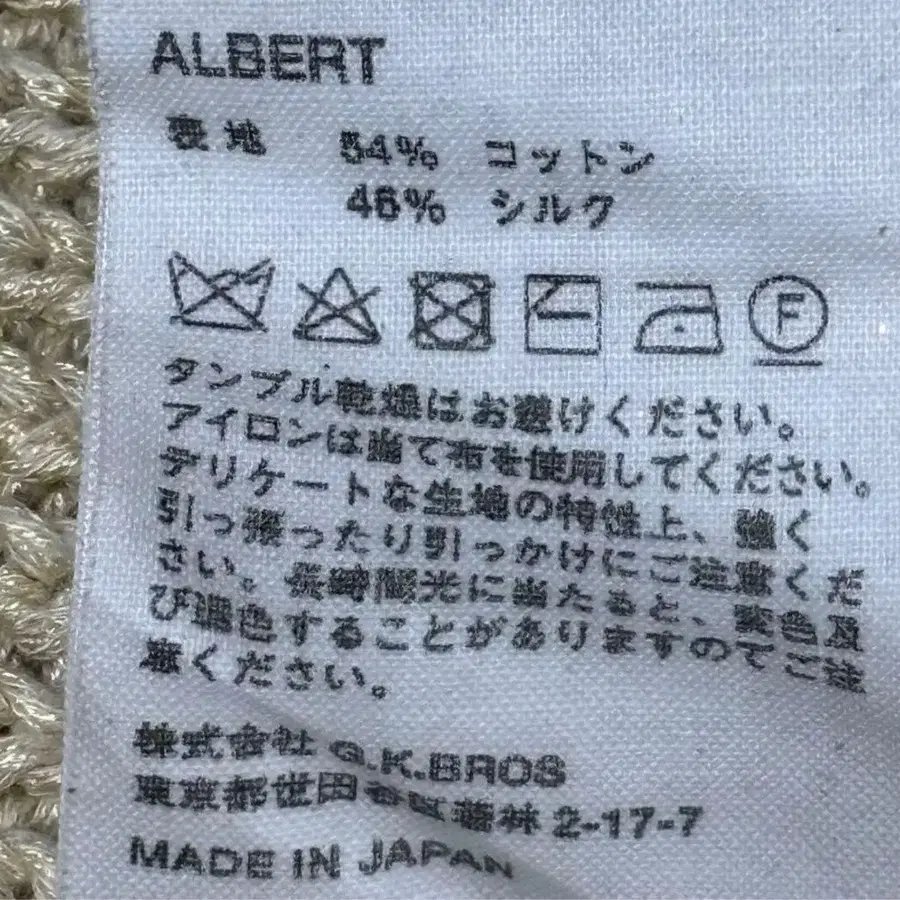 ALBERT
表地 54% コットン
46% シルク
F
タンブル乾燥はお避けください。
アイロンは当て布を使用してください。
デリケートな生地の特性上、強く
引っ張ったり引っかけにご注意くだ
さい。長時間光に当たると、変色及
び退色することがありますのでご注
意ください。
株式会社 G.K.BROS
東京都世田谷区若林 2-17-7
MADE IN JAPAN